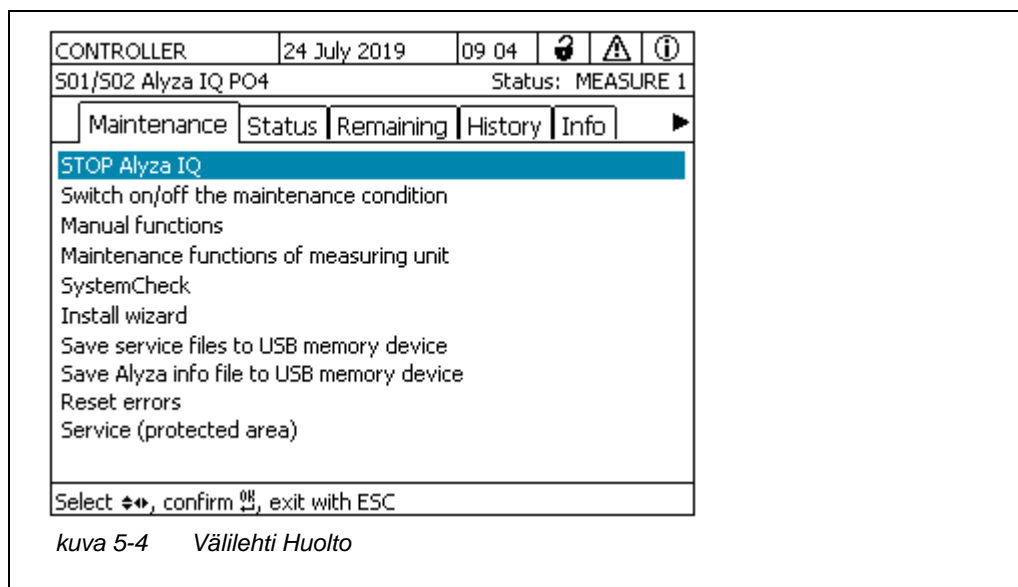 CONTROLLER 24 July 2019 09 04
S01/S02 Alyza IQ PO4 Status: MEASURE 1
Maintenance Status Remaining History Info
STOP Alyza IQ
Switch on/off the maintenance condition
Manual functions
Maintenance functions of measuring unit
SystemCheck
Install wizard
Save service files to USB memory device
Save Alyza info file to USB memory device
Reset errors
Service (protected area)
Select , confirm OK, exit with ESC
kuva 5-4 Välilehti Huolto